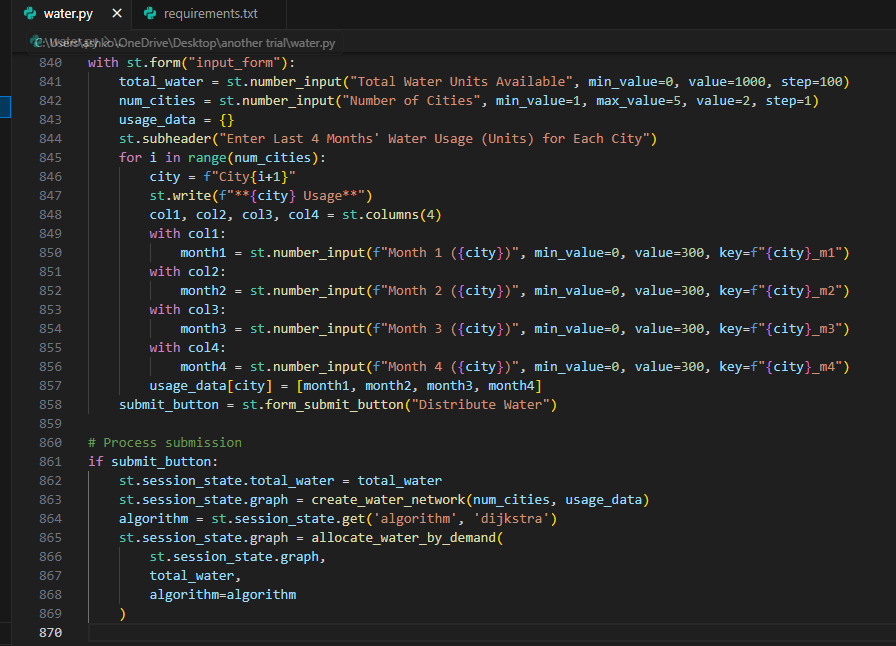 water.py ×  requirements.txt
C:\Users\ashko\OneDrive\Desktop\another trial\water.py
840 with st.form("input_form"):
841     total_water = st.number_input("Total Water Units Available", min_value=0, value=1000, step=100)
842     num_cities = st.number_input("Number of Cities", min_value=1, max_value=5, value=2, step=1)
843     usage_data = {}
844     st.subheader("Enter Last 4 Months' Water Usage (Units) for Each City")
845     for i in range(num_cities):
846         city = f"City{i+1}"
847         st.write(f"**{city} Usage**")
848         col1, col2, col3, col4 = st.columns(4)
849         with col1:
850             month1 = st.number_input(f"Month 1 ({city})", min_value=0, value=300, key=f"{city}_m1")
851         with col2:
852             month2 = st.number_input(f"Month 2 ({city})", min_value=0, value=300, key=f"{city}_m2")
853         with col3:
854             month3 = st.number_input(f"Month 3 ({city})", min_value=0, value=300, key=f"{city}_m3")
855         with col4:
856             month4 = st.number_input(f"Month 4 ({city})", min_value=0, value=300, key=f"{city}_m4")
857         usage_data[city] = [month1, month2, month3, month4]
858     submit_button = st.form_submit_button("Distribute Water")
859
860 # Process submission
861 if submit_button:
862     st.session_state.total_water = total_water
863     st.session_state.graph = create_water_network(num_cities, usage_data)
864     algorithm = st.session_state.get('algorithm', 'dijkstra')
865     st.session_state.graph = allocate_water_by_demand(
866         st.session_state.graph,
867         total_water,
868         algorithm=algorithm
869     )
870